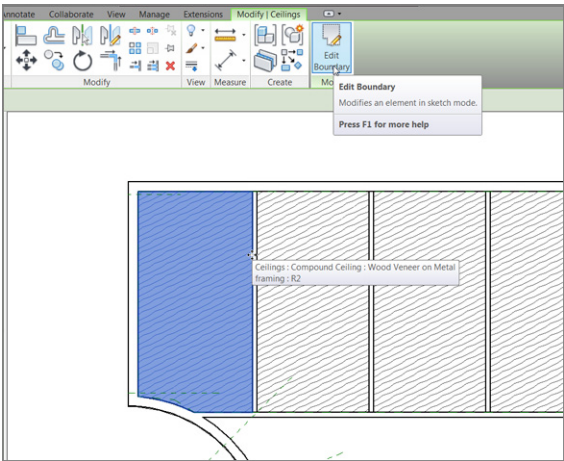 Annotate Collaborate View Manage Extensions Modify | Ceilings
Edit
Boundary
Modify View Measure Create Mo
Edit Boundary
Modifies an element in sketch mode.
Press F1 for more help
Ceilings : Compound Ceiling : Wood Veneer on Metal
framing : R2